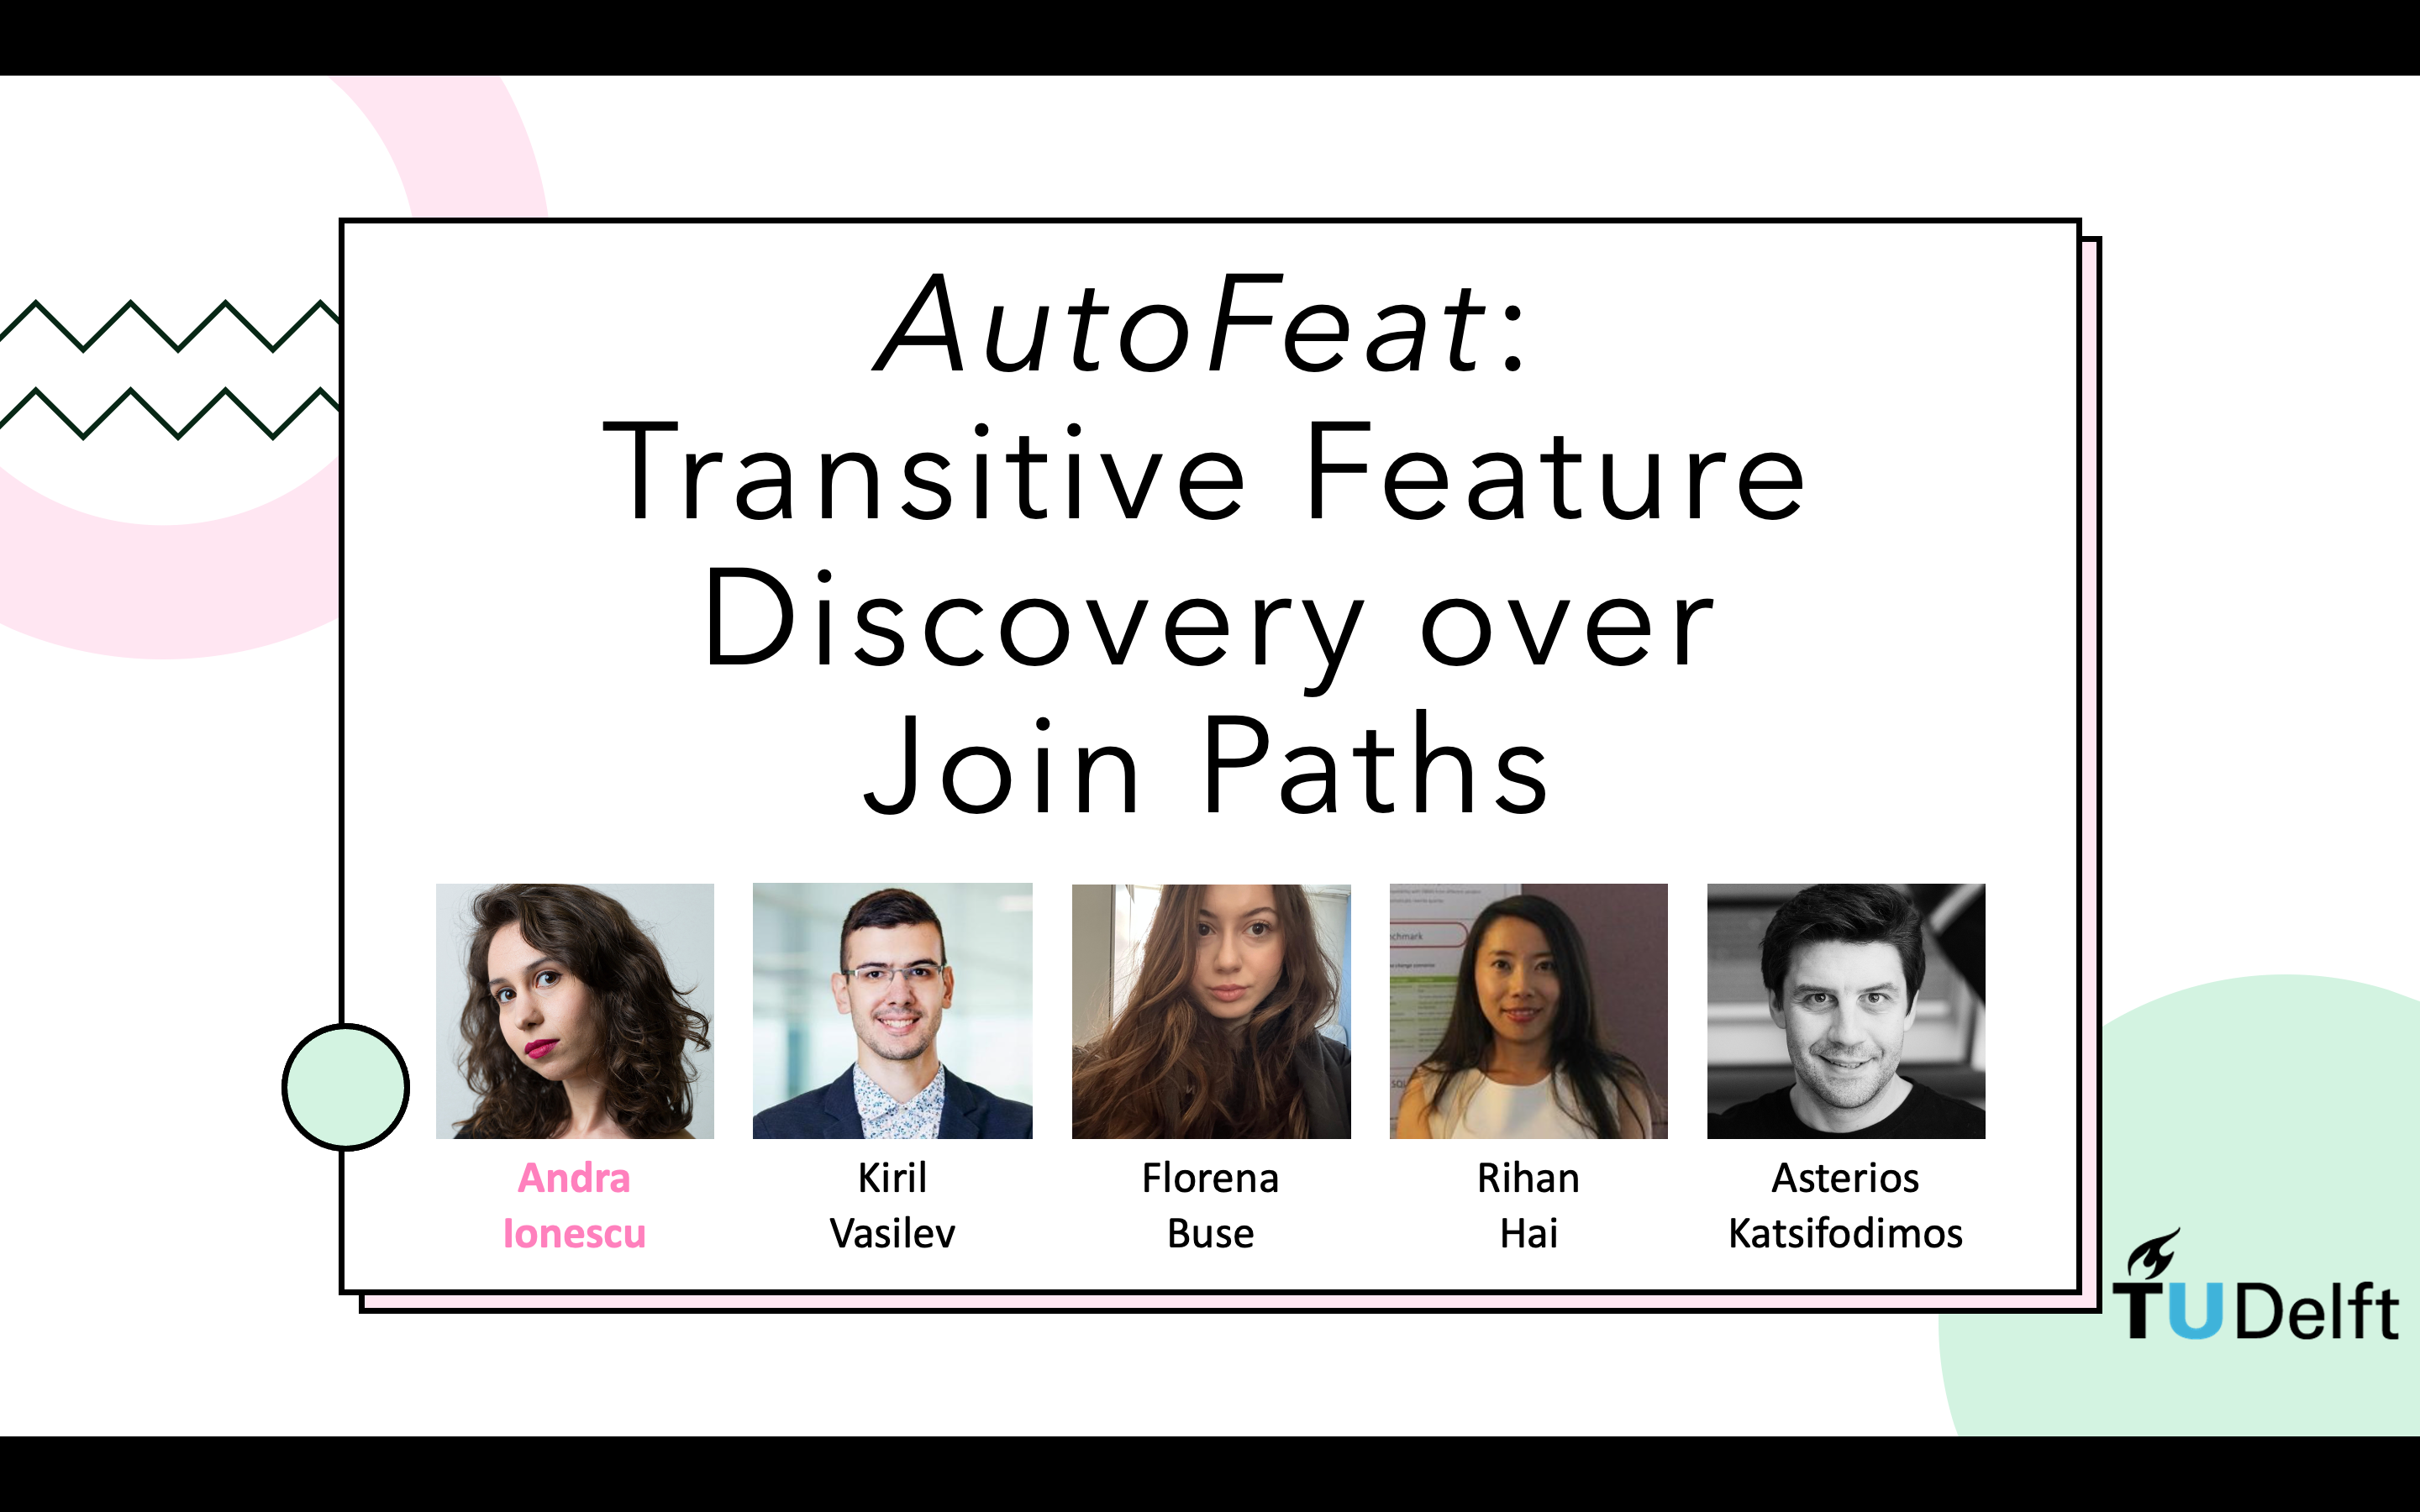 AutoFeat:
Transitive Feature
Discovery over
Join Paths
Andra
Ionescu
Kiril
Vasilev
Florena
Buse
Rihan
Hai
Asterios
Katsifodimos
TUDelft